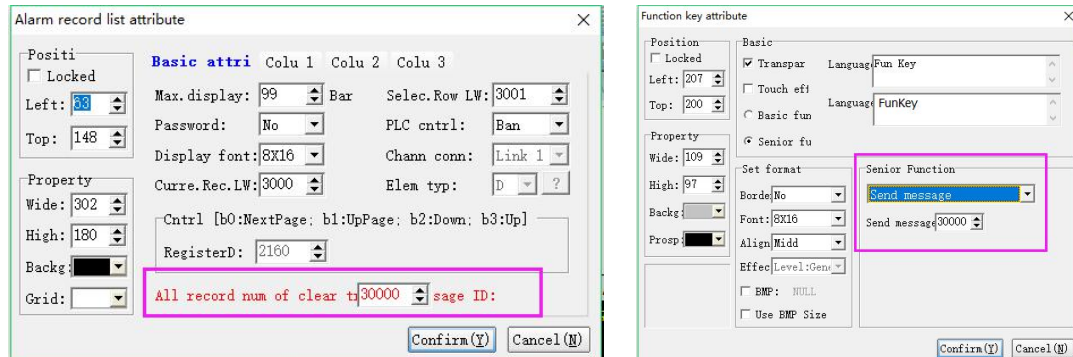 Alarm record list attribute
Positi
Locked
Left: 63
Top: 148
Property
Wide: 302
High: 180
Backg:
Grid:
Basic attri Colu 1 Colu 2 Colu 3
Max.display: 99 Bar Selec.Row LW: 3001
Password: No PLC cntrl: Ban
Display font: 8X16 Chann conn: Link 1
Curre.Rec.LW: 3000 Elem typ: D ?
Cntrl [b0:NextPage; b1:UpPage; b2:Down; b3:Up]
RegisterD: 2160
All record num of clear tr 30000 sage ID:
Confirm(Y) Cancel(N)
Function key attribute
Position
Locked
Left: 207
Top: 200
Property
Wide: 109
High: 97
Backg:
Prosp:
Basic
Transpar Language Fun Key
Touch eff
Language FunKey
Basic fun
Senior fu
Set format
Borde No
Font: 8X16
Align Midd
Effec Level:Gene
BMP: NULL
Use BMP Size
Senior Function
Send message
Send message 30000
Confirm(Y) Cancel(N)